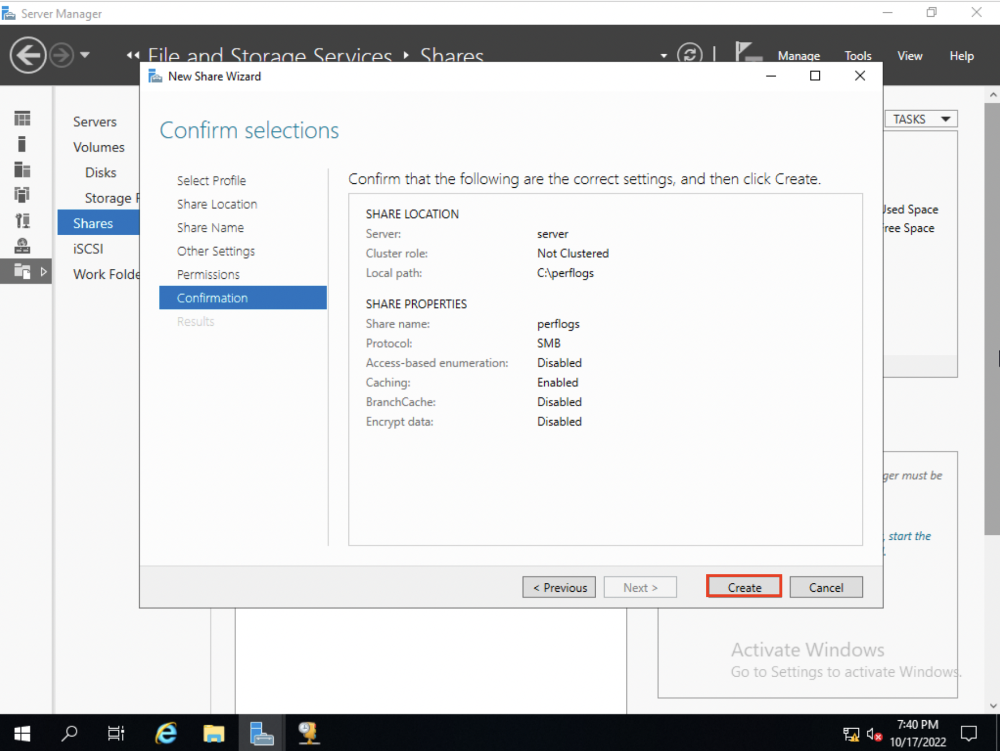 Server Manager
File and Storage Services Shares
Manage Tools View Help
New Share Wizard
TASKS
Servers
Volumes
Disks
Storage
Shares
iSCSI
Work
Confirm selections
Select Profile
Share Location
Share Name
Other Settings
Permissions
Confirmation
Results
Confirm that the following are the correct settings, and then click Create.
SHARE LOCATION
Server: server
Cluster role: Not Clustered
Local path: C:\perflogs
SHARE PROPERTIES
Share name: perflogs
Protocol: SMB
Access-based enumeration: Disabled
Caching: Enabled
BranchCache: Disabled
Encrypt data: Disabled
< Previous
Next >
Create
Cancel
Used Space
Free Space
must be
, start the
Activate Windows
Go to Settings to activate Windows.
7:40 PM
10/17/2022